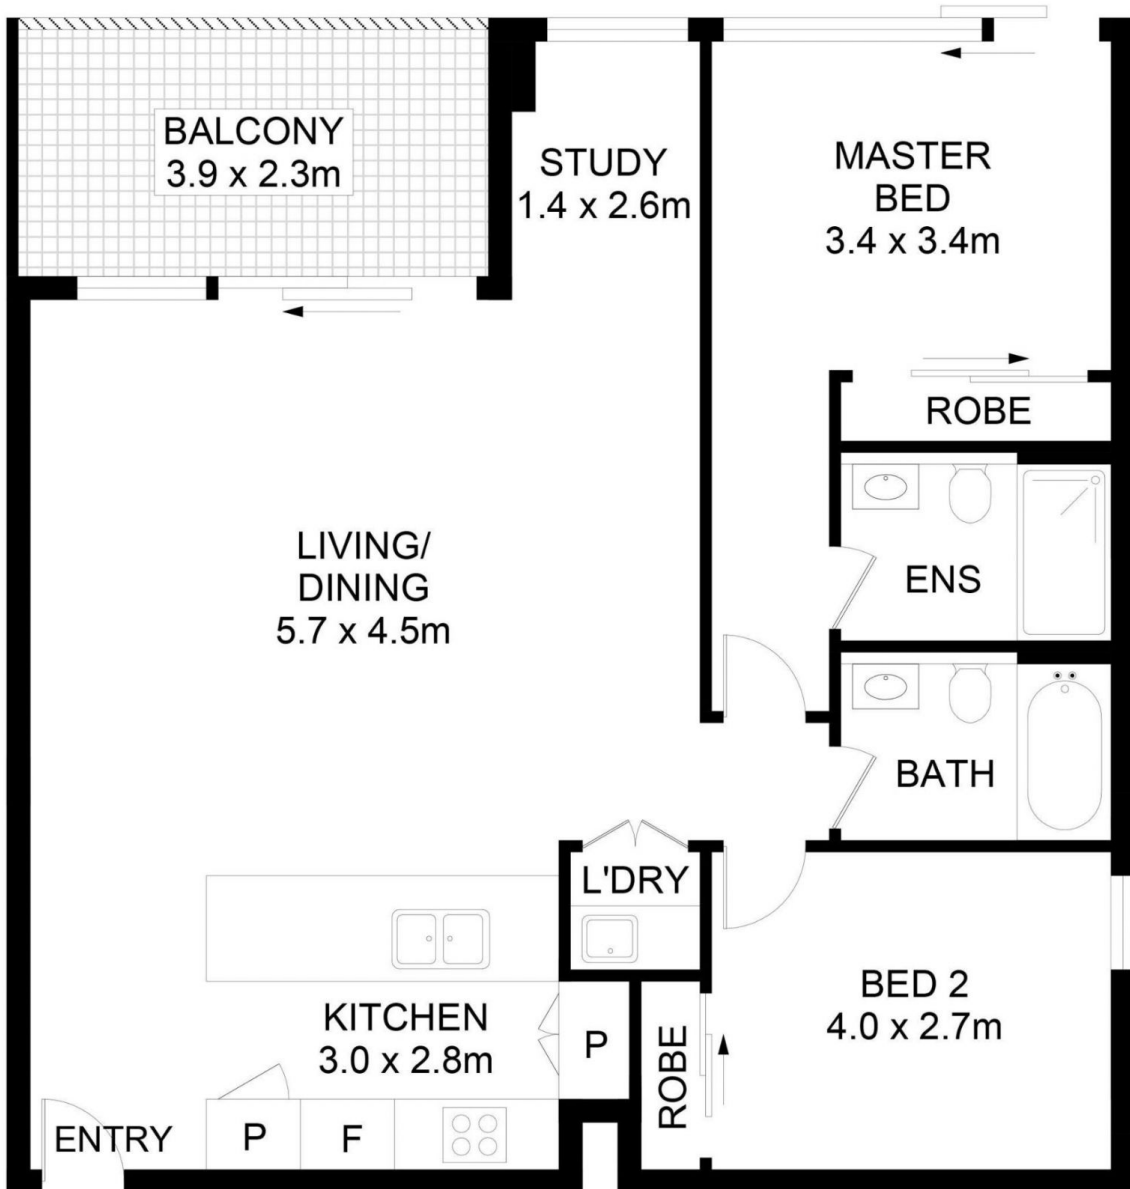 BALCONY
3.9 x 2.3m
STUDY
1.4 x 2.6m
MASTER
BED
3.4 x 3.4m
ROBE
LIVING/
DINING
5.7 x 4.5m
ENS
BATH
L'DRY
KITCHEN
3.0 x 2.8m
P
ROBE
BED 2
4.0 x 2.7m
ENTRY
P
F